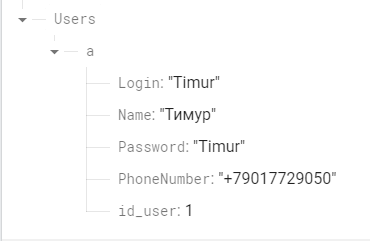 Users
a
Login: "Timur"
Name: "Тимур"
Password: "Timur"
PhoneNumber: "+79017729050"
id_user: 1